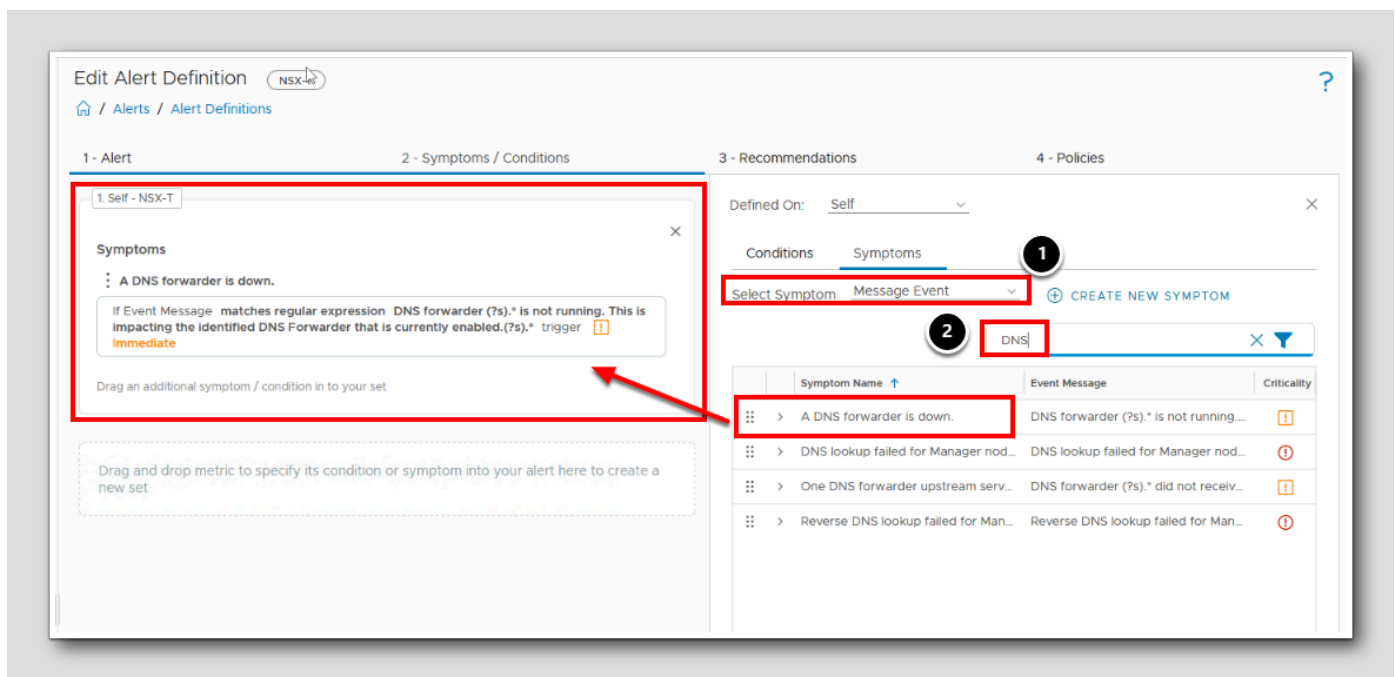 Edit Alert Definition
?
/ Alerts / Alert Definitions
1 - Alert
2 - Symptoms / Conditions
3 - Recommendations
4 - Policies
1. Self - NSX-T
Symptoms
A DNS forwarder is down.
If Event Message matches regular expression DNS forwarder (?s).* is not running. This is
impacting the identified DNS Forwarder that is currently enabled.(?s).* trigger
Immediate
Drag an additional symptom / condition in to your set
Drag and drop metric to specify its condition or symptom into your alert here to create a
new set
Defined On: Self
Conditions Symptoms
1
Select Symptom Message Event
CREATE NEW SYMPTOM
2
DNS
Symptom Name Event Message Criticality
A DNS forwarder is down. DNS forwarder (?s).* is not running....
DNS lookup failed for Manager nod... DNS lookup failed for Manager nod...
One DNS forwarder upstream serv... DNS forwarder (?s).* did not receiv...
Reverse DNS lookup failed for Man... Reverse DNS lookup failed for Man...